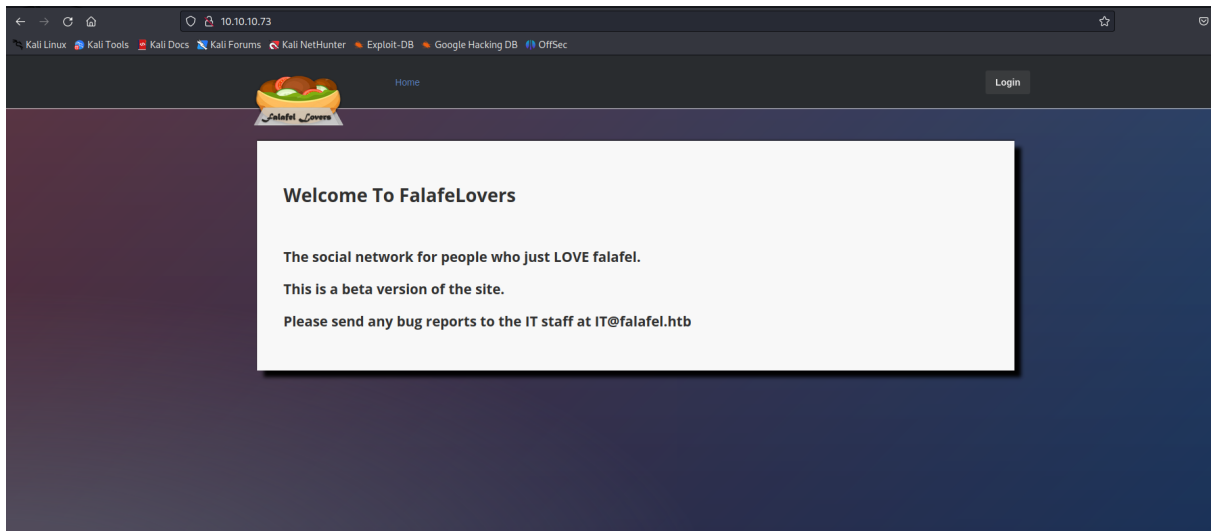 10.10.10.73
Kali Linux Kali Tools Kali Docs Kali Forums Kali NetHunter Exploit-DB Google Hacking DB OffSec
Falafel Lovers
Home
Login
Welcome To FalafeLovers
The social network for people who just LOVE falafel.
This is a beta version of the site.
Please send any bug reports to the IT staff at IT@falafel.htb